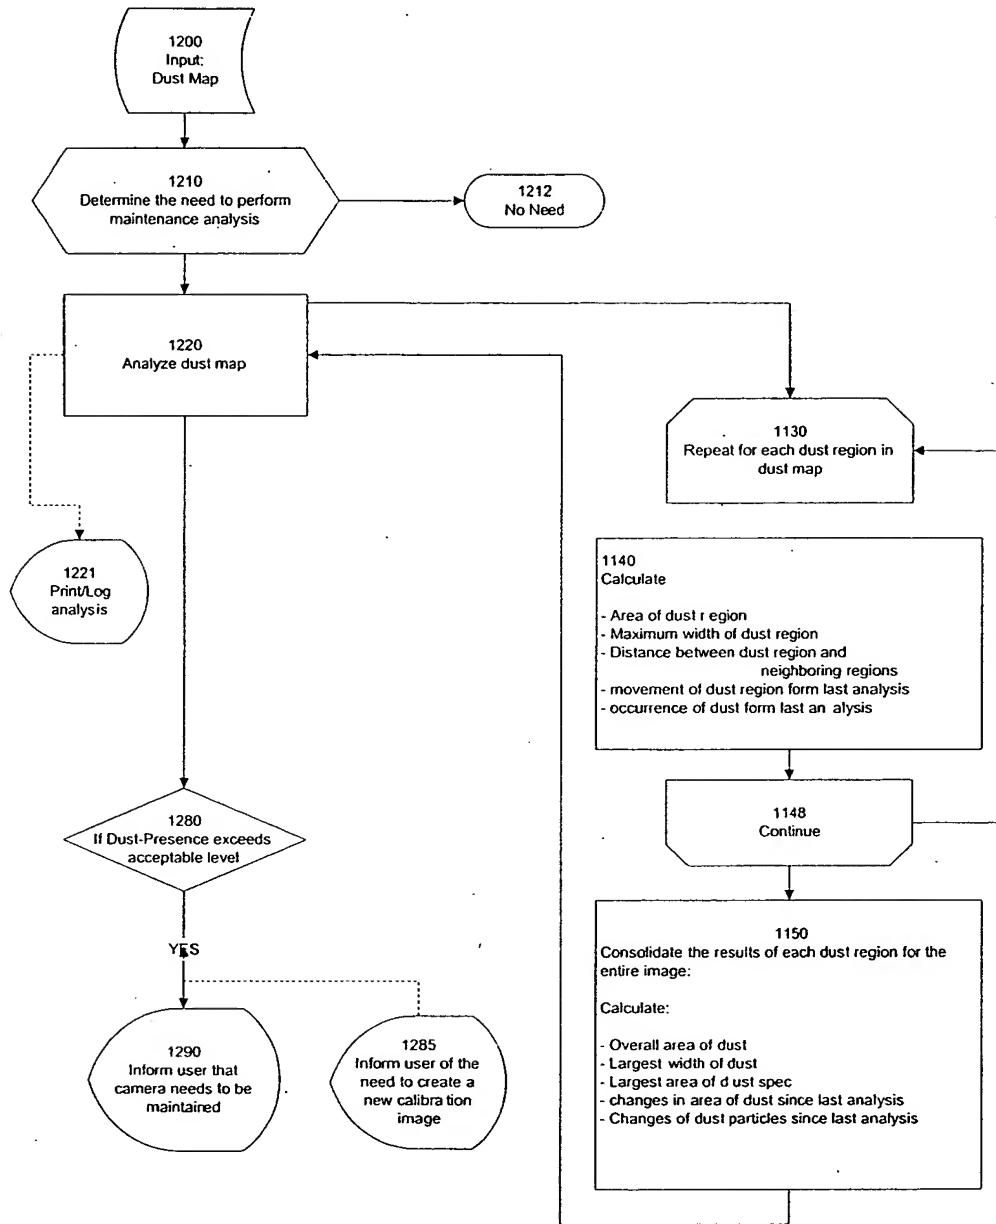 1200
Input:
Dust Map
1210
Determine the need to perform
maintenance analysis
1212
No Need
1220
Analyze dust map
1130
Repeat for each dust region in
dust map
1221
Print/Log
analysis
1140
Calculate
- Area of dust r egion
- Maximum width of dust region
- Distance between dust region and
neighboring regions
- movement of dust region form last analysis
- occurrence of dust form last an alysis
1148
Continue
1280
If Dust-Presence exceeds
acceptable level
YES
1150
Consolidate the results of each dust region for the
entire image:
Calculate:
- Overall area of dust
- Largest width of dust
- Largest area of d ust spec
- changes in area of dust since last analysis
- Changes of dust particles since last analysis
1290
Inform user that
camera needs to be
maintained
1285
Inform user of the
need to create a
new calibration
image